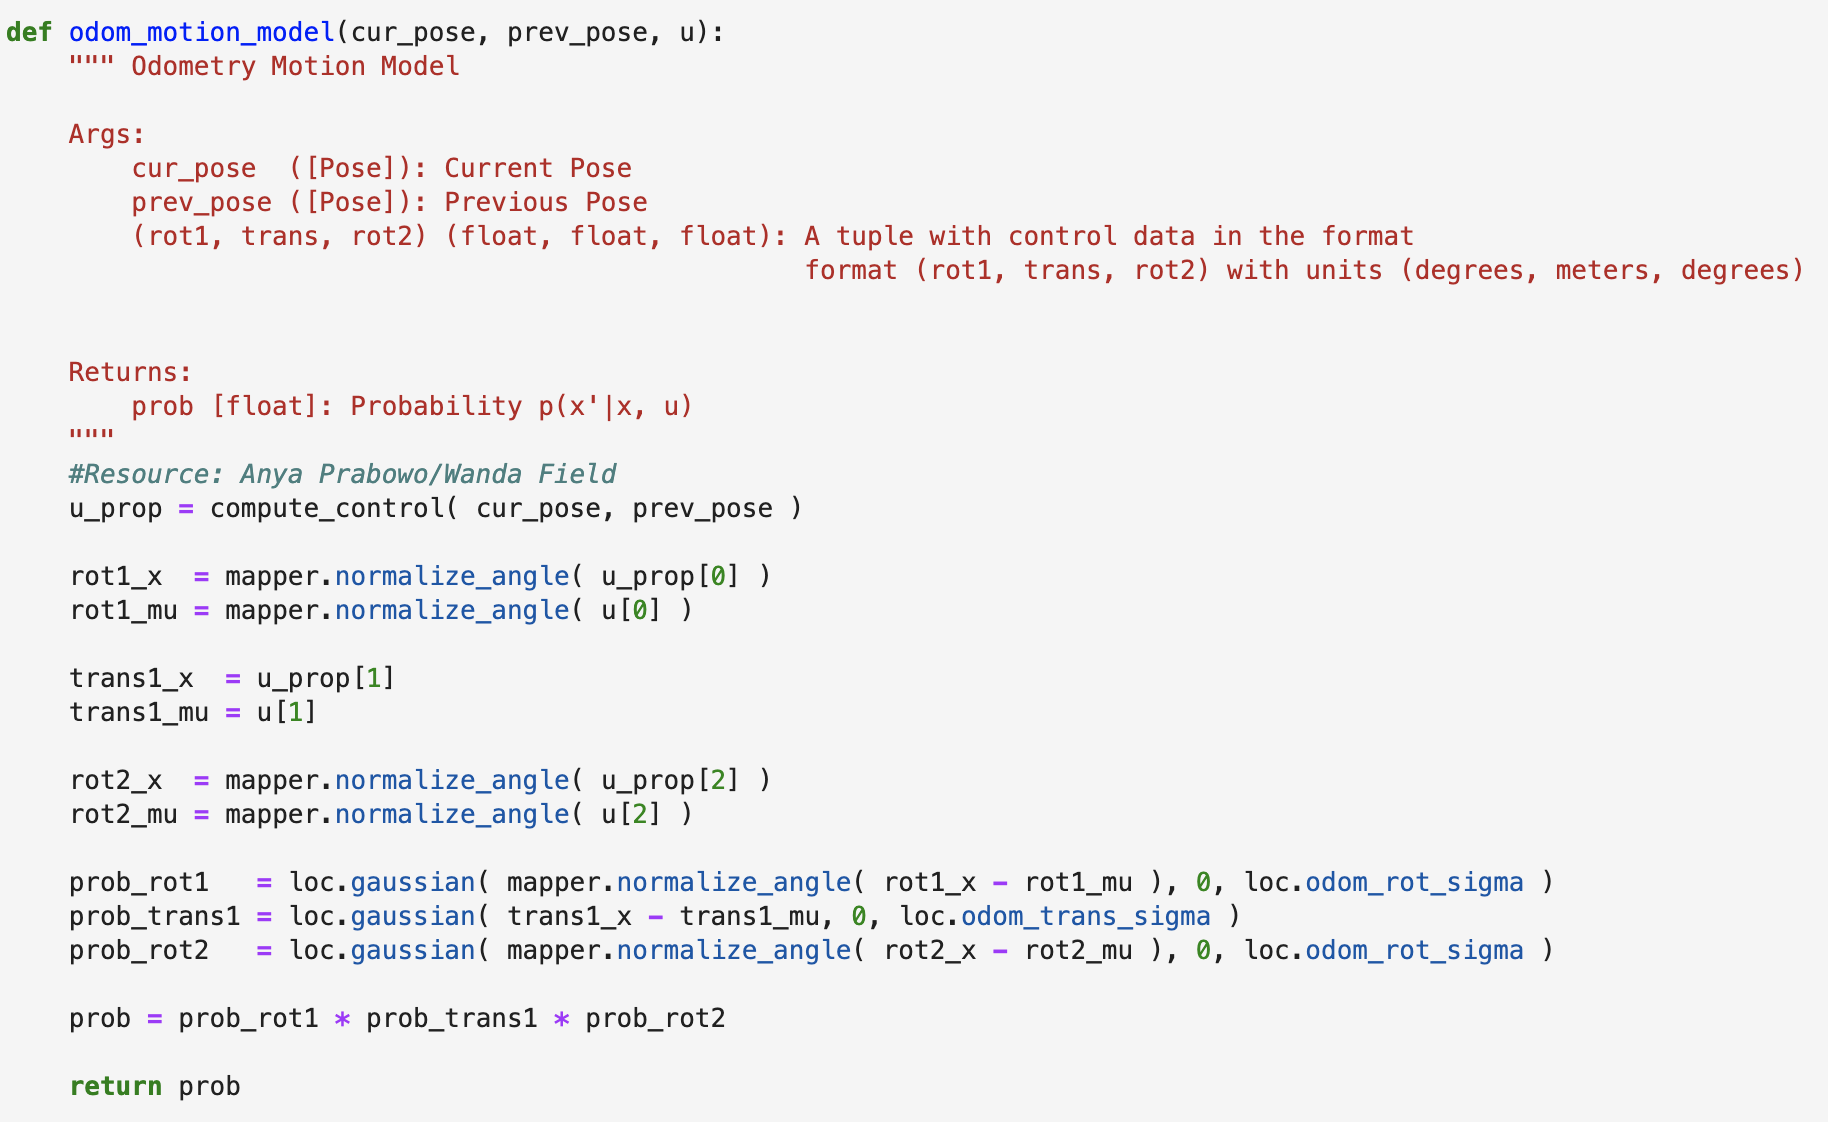 def odom_motion_model(cur_pose, prev_pose, u):
    """ Odometry Motion Model

    Args:
        cur_pose  ([Pose]): Current Pose
        prev_pose ([Pose]): Previous Pose
        (rot1, trans, rot2) (float, float, float): A tuple with control data in the format
                                                   format (rot1, trans, rot2) with units (degrees, meters, degrees)


    Returns:
        prob [float]: Probability p(x'|x, u)
    """
    #Resource: Anya Prabowo/Wanda Field
    u_prop = compute_control( cur_pose, prev_pose )

    rot1_x  = mapper.normalize_angle( u_prop[0] )
    rot1_mu = mapper.normalize_angle( u[0] )

    trans1_x  = u_prop[1]
    trans1_mu = u[1]

    rot2_x  = mapper.normalize_angle( u_prop[2] )
    rot2_mu = mapper.normalize_angle( u[2] )

    prob_rot1   = loc.gaussian( mapper.normalize_angle( rot1_x - rot1_mu ), 0, loc.odom_rot_sigma )
    prob_trans1 = loc.gaussian( trans1_x - trans1_mu, 0, loc.odom_trans_sigma )
    prob_rot2   = loc.gaussian( mapper.normalize_angle( rot2_x - rot2_mu ), 0, loc.odom_rot_sigma )

    prob = prob_rot1 * prob_trans1 * prob_rot2

    return prob